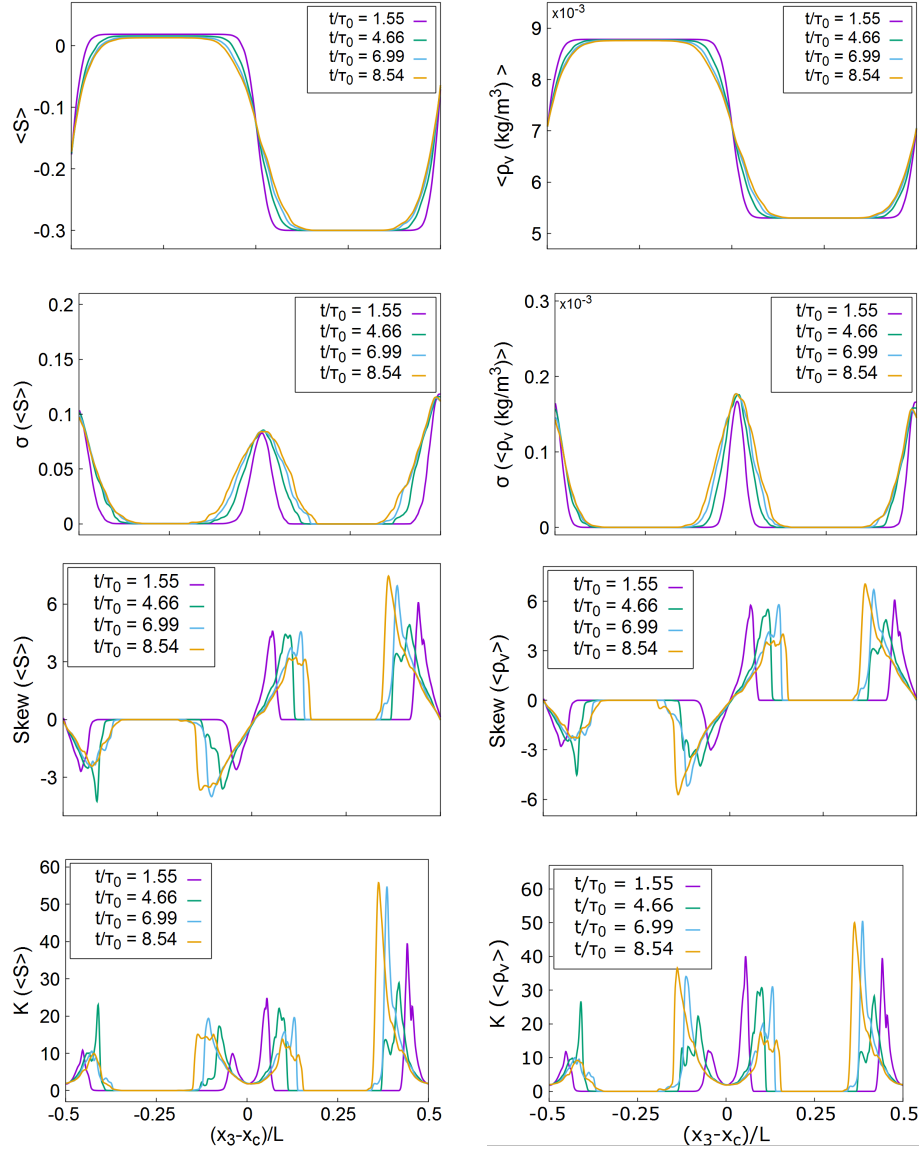 t/τ0 = 1.55
t/τ0 = 4.66
t/τ0 = 6.99
t/τ0 = 8.54
0
-0.1
-0.2
-0.3
<S>
x10-3
t/τ0 = 1.55
t/τ0 = 4.66
t/τ0 = 6.99
t/τ0 = 8.54
9
8
7
6
5
<ρv (kg/m3) >
t/τ0 = 1.55
t/τ0 = 4.66
t/τ0 = 6.99
t/τ0 = 8.54
0.2
0.15
0.1
0.05
0
σ (<S>)
x10-3
t/τ0 = 1.55
t/τ0 = 4.66
t/τ0 = 6.99
t/τ0 = 8.54
0.3
0.2
0.1
0
σ (<ρv (kg/m3)>)
t/τ0 = 1.55
t/τ0 = 4.66
t/τ0 = 6.99
t/τ0 = 8.54
6
3
0
-3
Skew (<S>)
t/τ0 = 1.55
t/τ0 = 4.66
t/τ0 = 6.99
t/τ0 = 8.54
6
3
0
-3
-6
Skew (<ρv>)
t/τ0 = 1.55
t/τ0 = 4.66
t/τ0 = 6.99
t/τ0 = 8.54
60
50
40
30
20
10
0
K (<S>)
-0.5 -0.25 0 0.25 0.5
(x3-xc)/L
t/τ0 = 1.55
t/τ0 = 4.66
t/τ0 = 6.99
t/τ0 = 8.54
60
50
40
30
20
10
0
K (<ρv>)
-0.5 -0.25 0 0.25 0.5
(x3-xc)/L